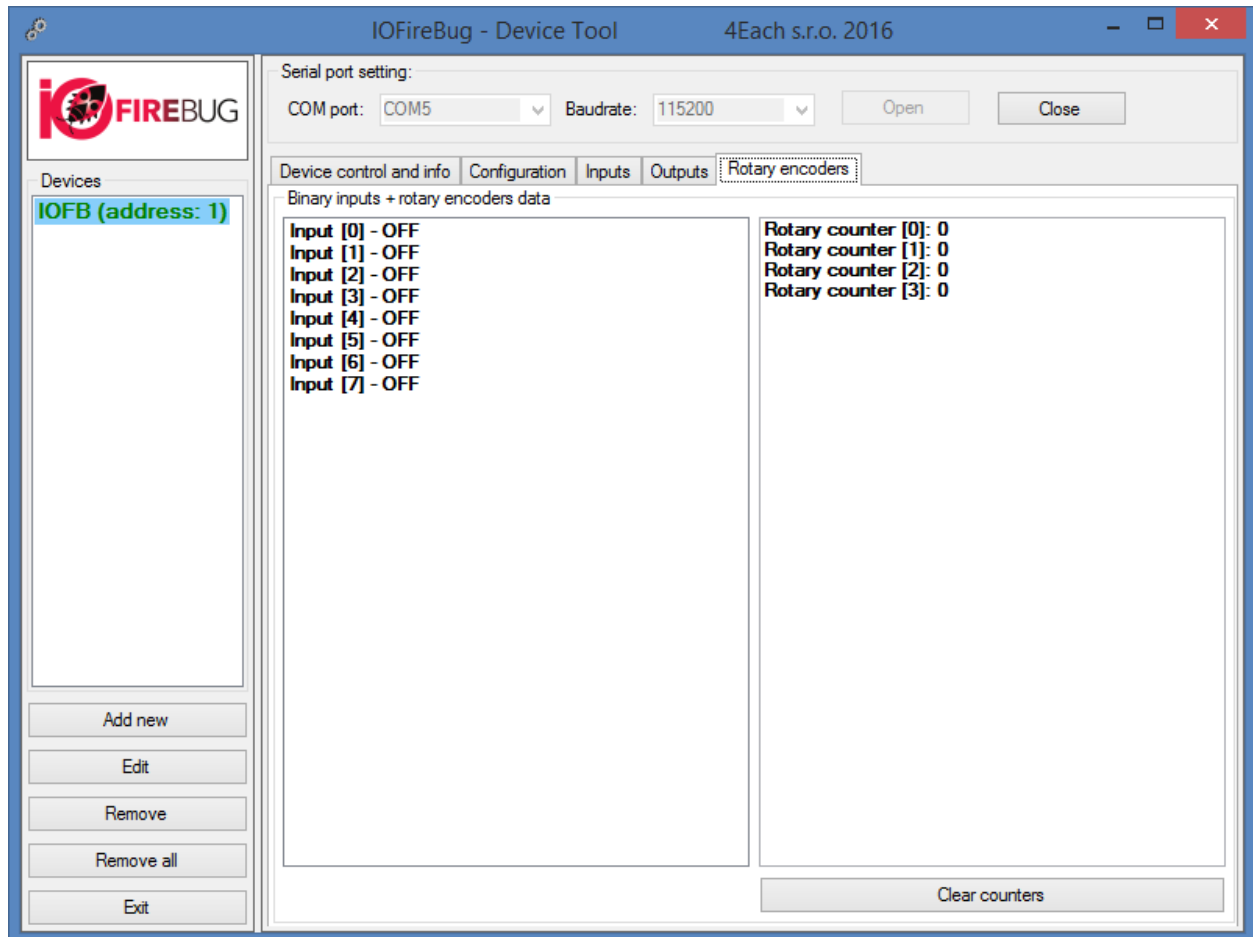 IOFireBug - Device Tool 4Each s.r.o. 2016
iO FIREBUG
Serial port setting:
COM port: COM5 Baudrate: 115200 Open Close
Devices
IOFB (address: 1)
Device control and info Configuration Inputs Outputs Rotary encoders
Binary inputs + rotary encoders data
Input [0] - OFF
Input [1] - OFF
Input [2] - OFF
Input [3] - OFF
Input [4] - OFF
Input [5] - OFF
Input [6] - OFF
Input [7] - OFF
Rotary counter [0]: 0
Rotary counter [1]: 0
Rotary counter [2]: 0
Rotary counter [3]: 0
Clear counters
Add new
Edit
Remove
Remove all
Exit